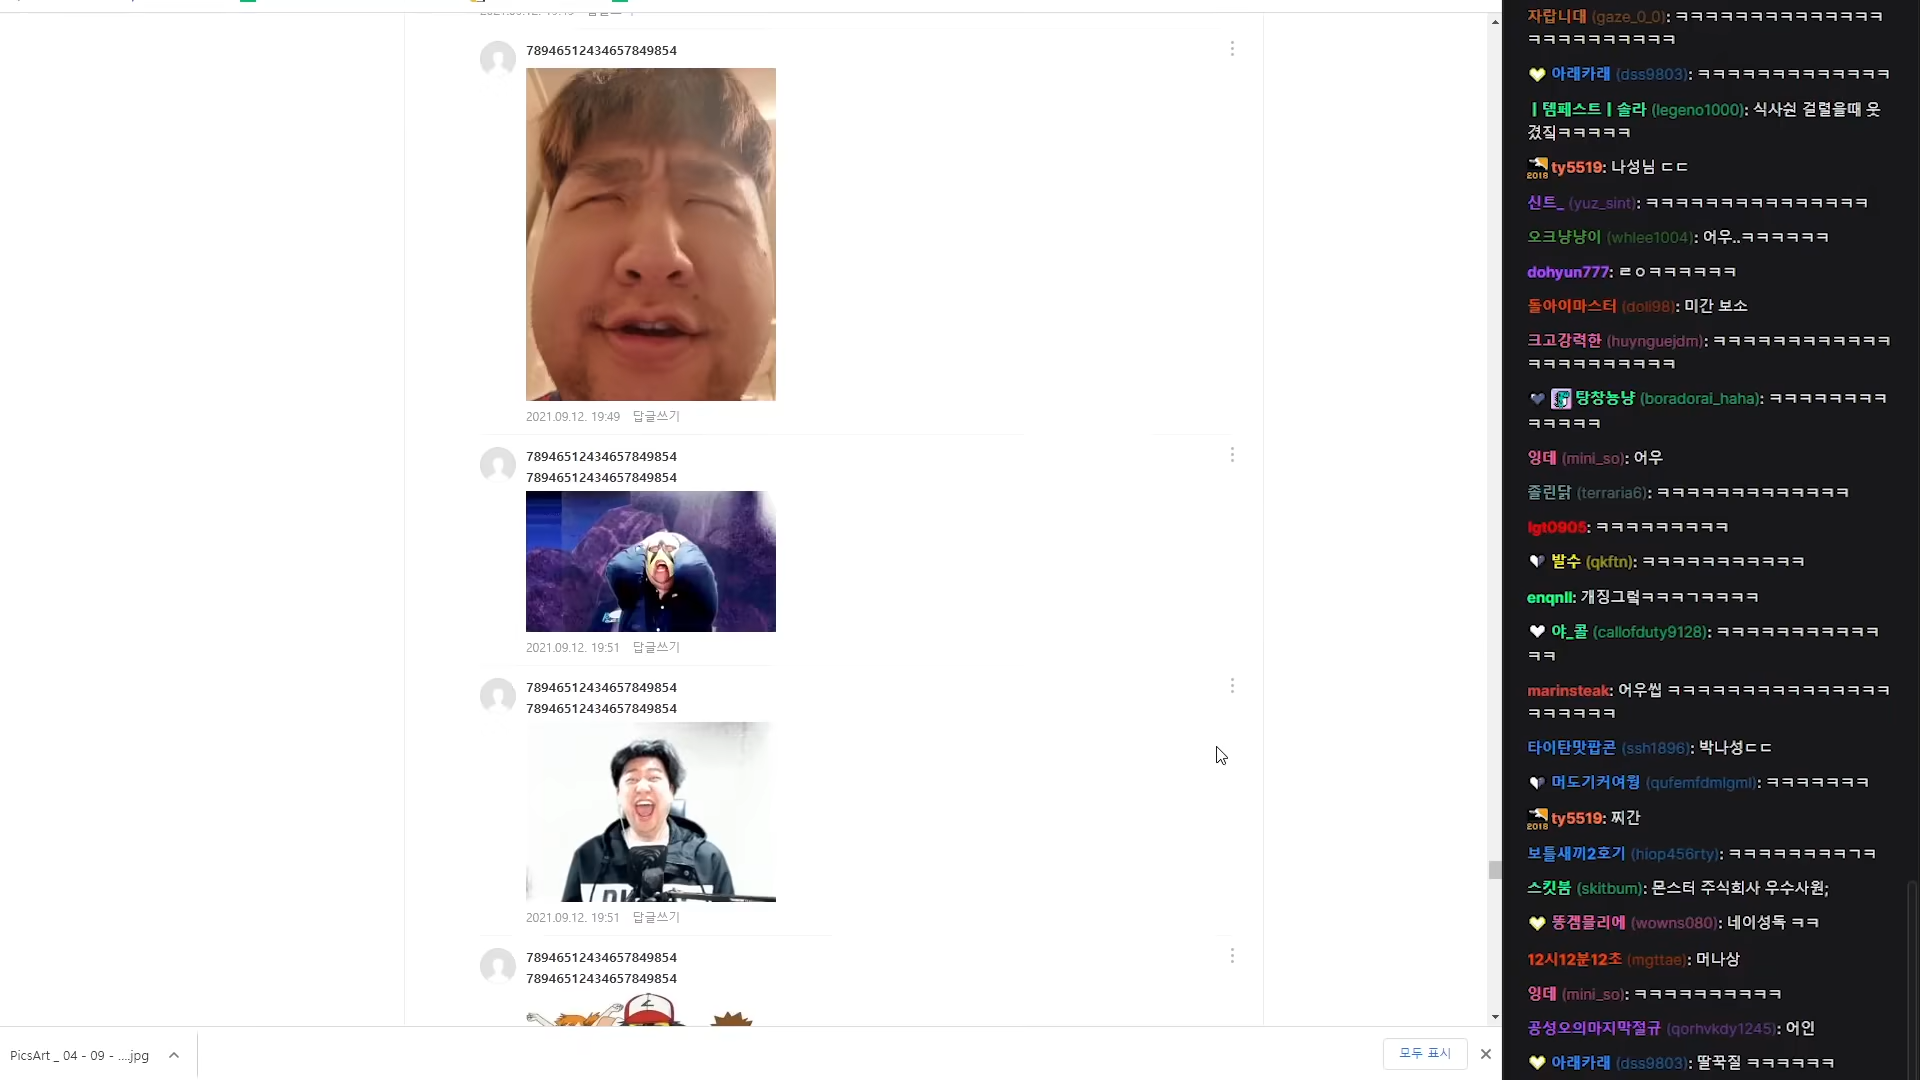 78946512434657849854
2021.09.12. 19:49 답글쓰기
78946512434657849854
78946512434657849854
2021.09.12. 19:51 답글쓰기
78946512434657849854
78946512434657849854
2021.09.12. 19:51 답글쓰기
78946512434657849854
78946512434657849854
PicsArt _ 04 - 09 - ....jpg
모두 표시
자랍니대 (gaze_0_0): ㅋㅋㅋㅋㅋㅋㅋㅋㅋㅋㅋㅋㅋㅋ
ㅋㅋㅋㅋㅋㅋㅋㅋㅋㅋ
아래카래 (dss9803): ㅋㅋㅋㅋㅋㅋㅋㅋㅋㅋㅋㅋㅋ
ㅣ템페스트ㅣ솔라 (legeno1000): 식사쉰 걸렬을때 웃
겼짘ㅋㅋㅋㅋㅋ
2018 ty5519: 나성님 ㄷㄷ
신트_ (yuz_sint): ㅋㅋㅋㅋㅋㅋㅋㅋㅋㅋㅋㅋㅋㅋㅋ
오크냥냥이 (whlee1004): 어우..ㅋㅋㅋㅋㅋㅋ
dohyun777: ㄹㅇㅋㅋㅋㅋㅋㅋ
돌아이마스터 (doli98): 미간 보소
크고강력한 (huynguejdm): ㅋㅋㅋㅋㅋㅋㅋㅋㅋㅋㅋㅋ
ㅋㅋㅋㅋㅋㅋㅋㅋㅋㅋ
탕창농냥 (boradorai_haha): ㅋㅋㅋㅋㅋㅋㅋㅋ
ㅋㅋㅋㅋㅋ
잉데 (mini_so): 어우
졸린닭 (terraria6): ㅋㅋㅋㅋㅋㅋㅋㅋㅋㅋㅋㅋㅋ
lgt0905: ㅋㅋㅋㅋㅋㅋㅋㅋㅋ
발수 (qkftn): ㅋㅋㅋㅋㅋㅋㅋㅋㅋㅋㅋ
enqnll: 개징그렄ㅋㅋㅋㄱㅋㅋㅋㅋ
야_콜 (callofduty9128): ㅋㅋㅋㅋㅋㅋㅋㅋㅋㅋㅋ
ㅋㅋ
marinsteak: 어우씹 ㅋㅋㅋㅋㅋㅋㅋㅋㅋㅋㅋㅋㅋㅋㅋ
ㅋㅋㅋㅋㅋㅋ
타이탄맛팝콘 (ssh1896): 박나성ㄷㄷ
머도기커여웡 (qufemfdmlgml): ㅋㅋㅋㅋㅋㅋㅋ
2018 ty5519: 찌간
보틀새끼2호기 (hiop456rty): ㅋㅋㅋㅋㅋㅋㅋㅋㄱㅋ
스킷붐 (skitbum): 몬스터 주식회사 우수사원;
똥겜믈리에 (wowns080): 네이성독 ㅋㅋ
12시12분12초 (mgttae): 머나상
잉데 (mini_so): ㅋㅋㅋㅋㅋㅋㅋㅋㅋㅋ
공성오의마지막절규 (qorhvkdy1245): 어인
아래카래 (dss9803): 딸꾹질 ㅋㅋㅋㅋㅋㅋ